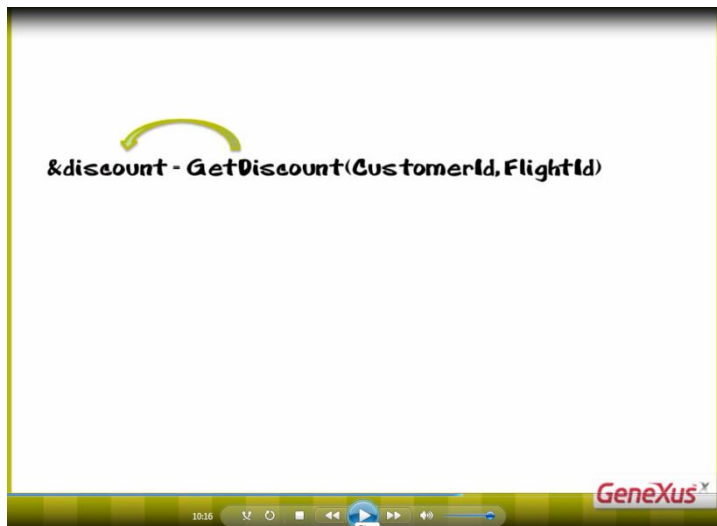 &discount = GetDiscount(CustomerId, FlightId)
GeneXus X
10:16